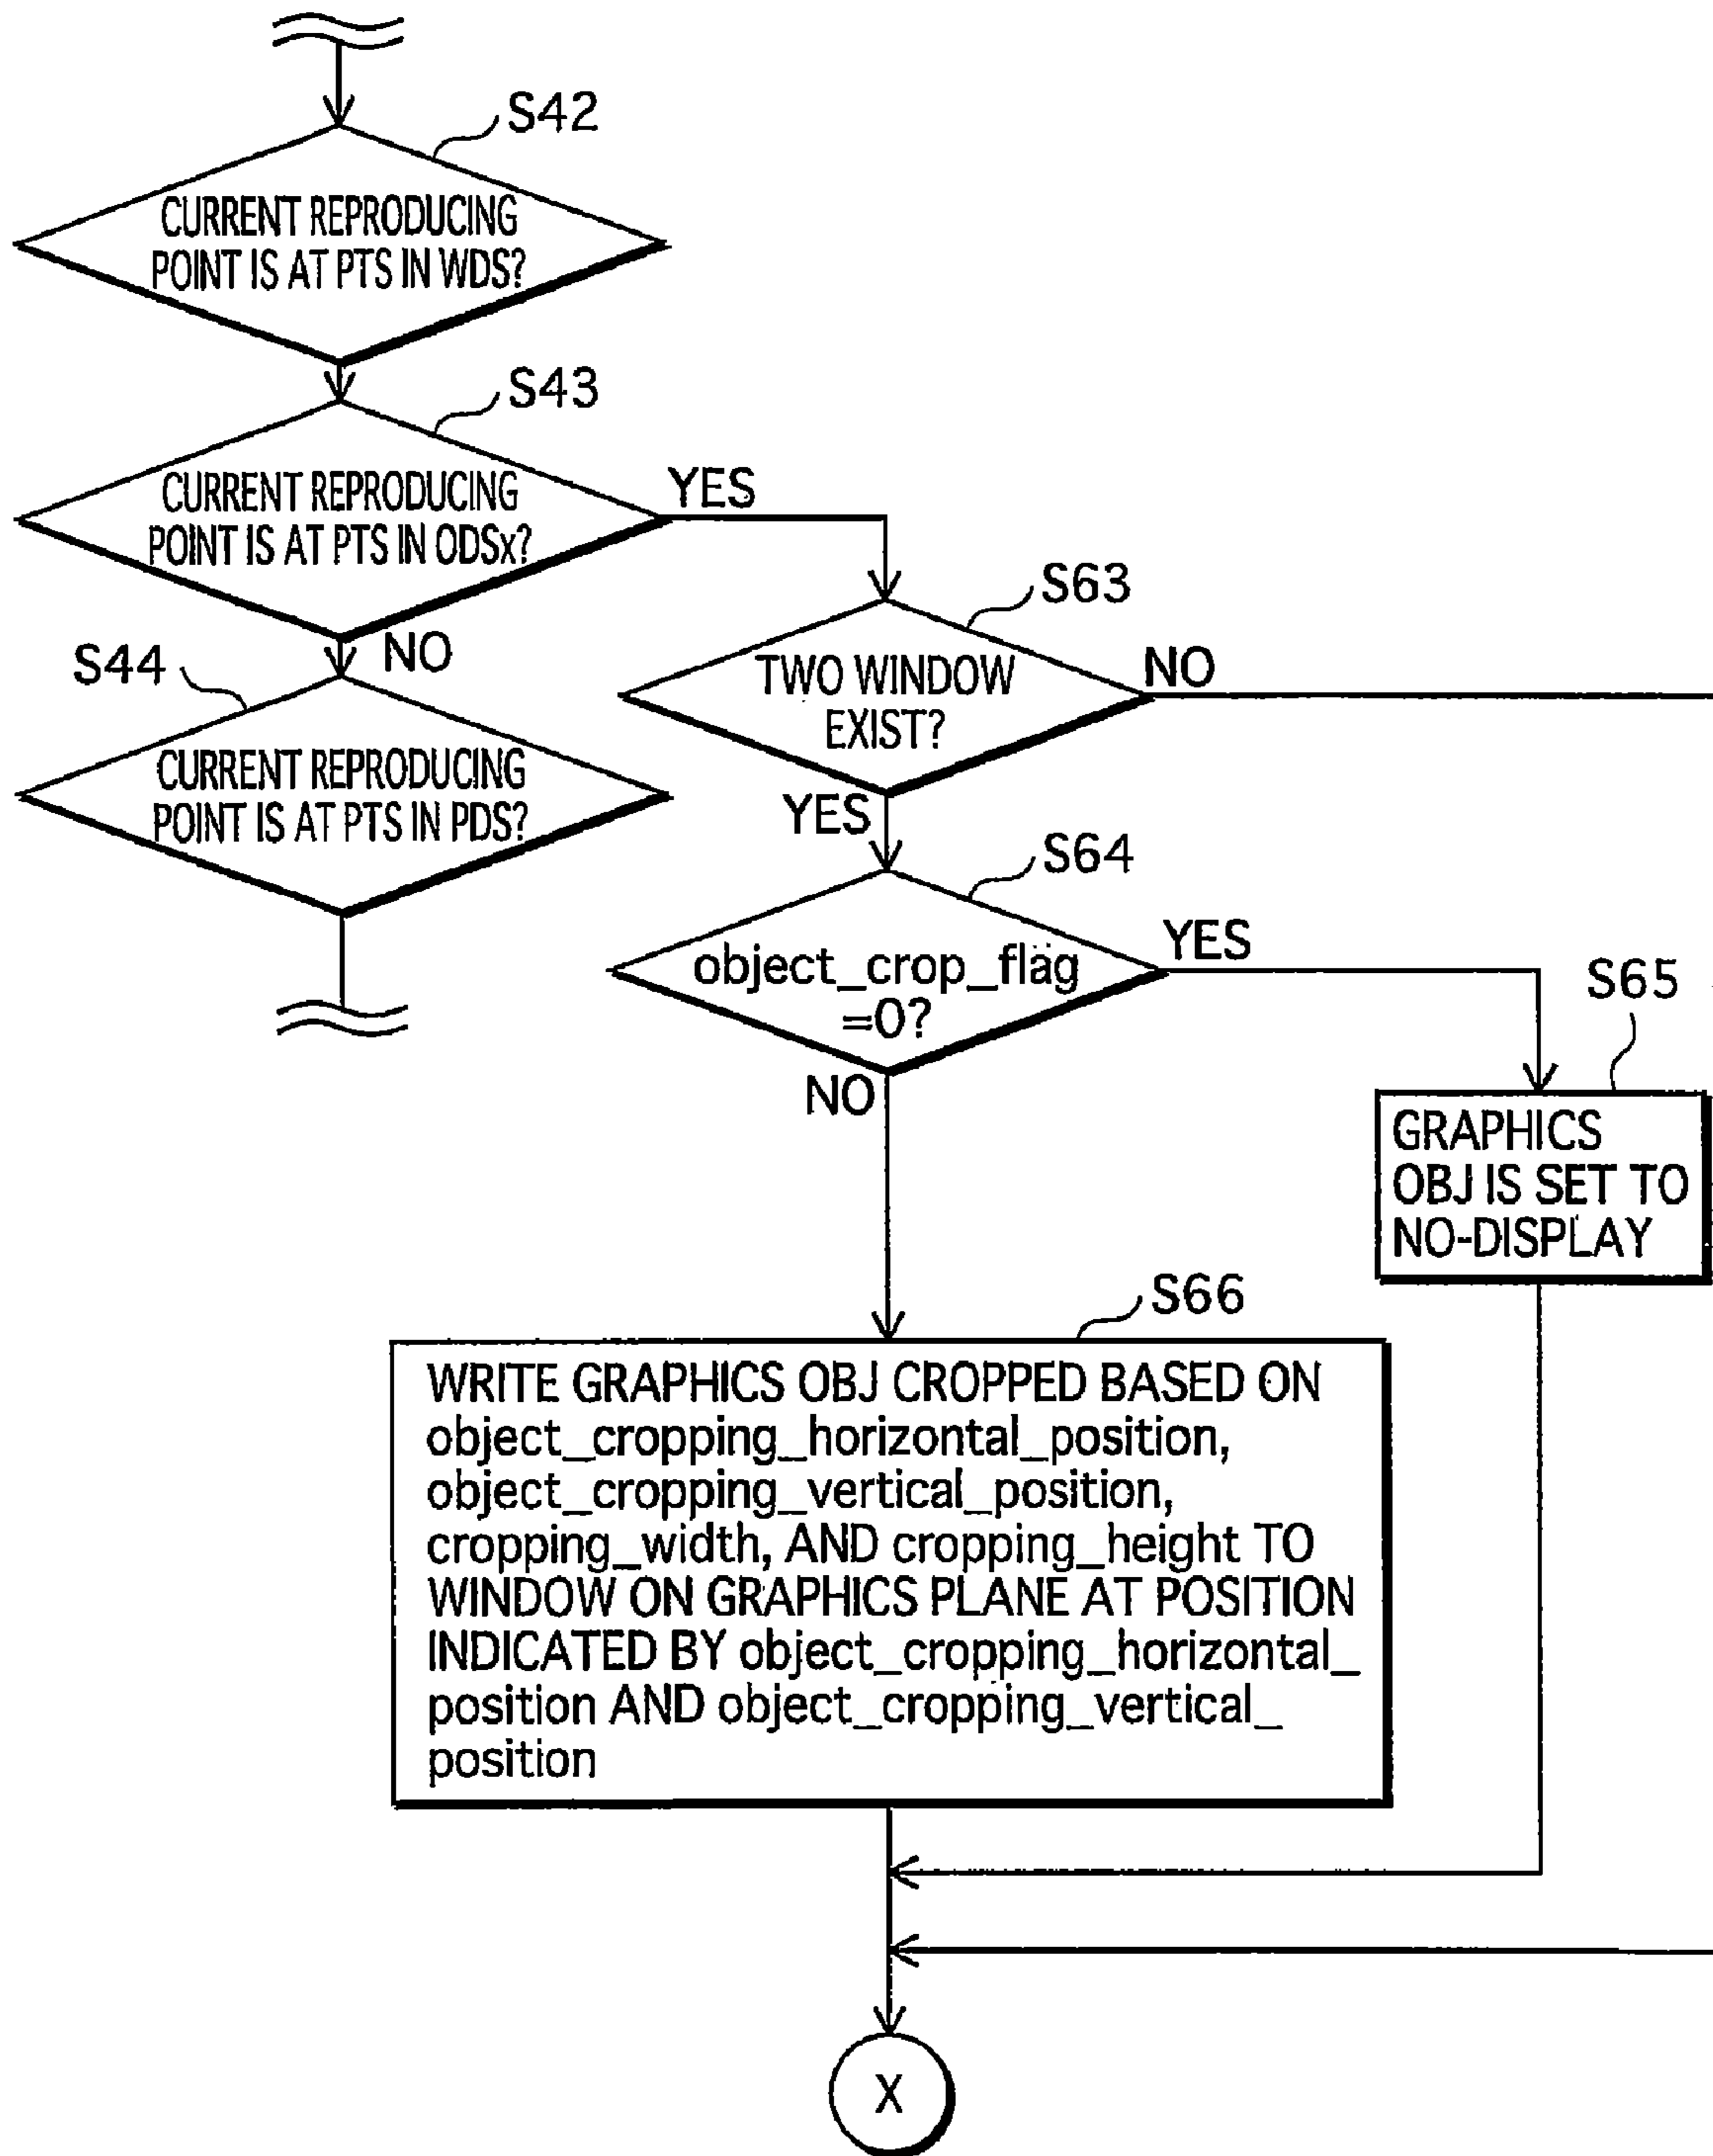 S42
CURRENT REPRODUCING
POINT IS AT PTS IN WDS?
S43
CURRENT REPRODUCING
POINT IS AT PTS IN ODSx?
YES
NO
S44
CURRENT REPRODUCING
POINT IS AT PTS IN PDS?
S63
TWO WINDOW
EXIST?
NO
YES
S64
object_crop_flag
=0?
YES
NO
S65
GRAPHICS
OBJ IS SET TO
NO-DISPLAY
S66
WRITE GRAPHICS OBJ CROPPED BASED ON
object_cropping_horizontal_position,
object_cropping_vertical_position,
cropping_width, AND cropping_height TO
WINDOW ON GRAPHICS PLANE AT POSITION
INDICATED BY object_cropping_horizontal_
position AND object_cropping_vertical_
position
X